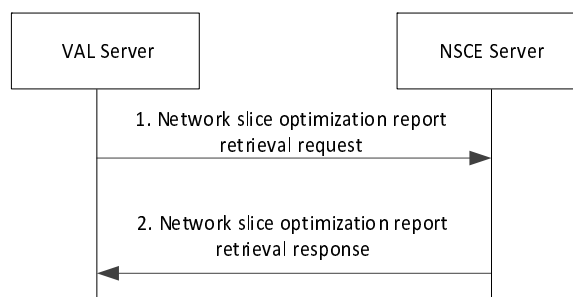 VAL Server
NSCE Server
1. Network slice optimization report
retrieval request
2. Network slice optimization report
retrieval response